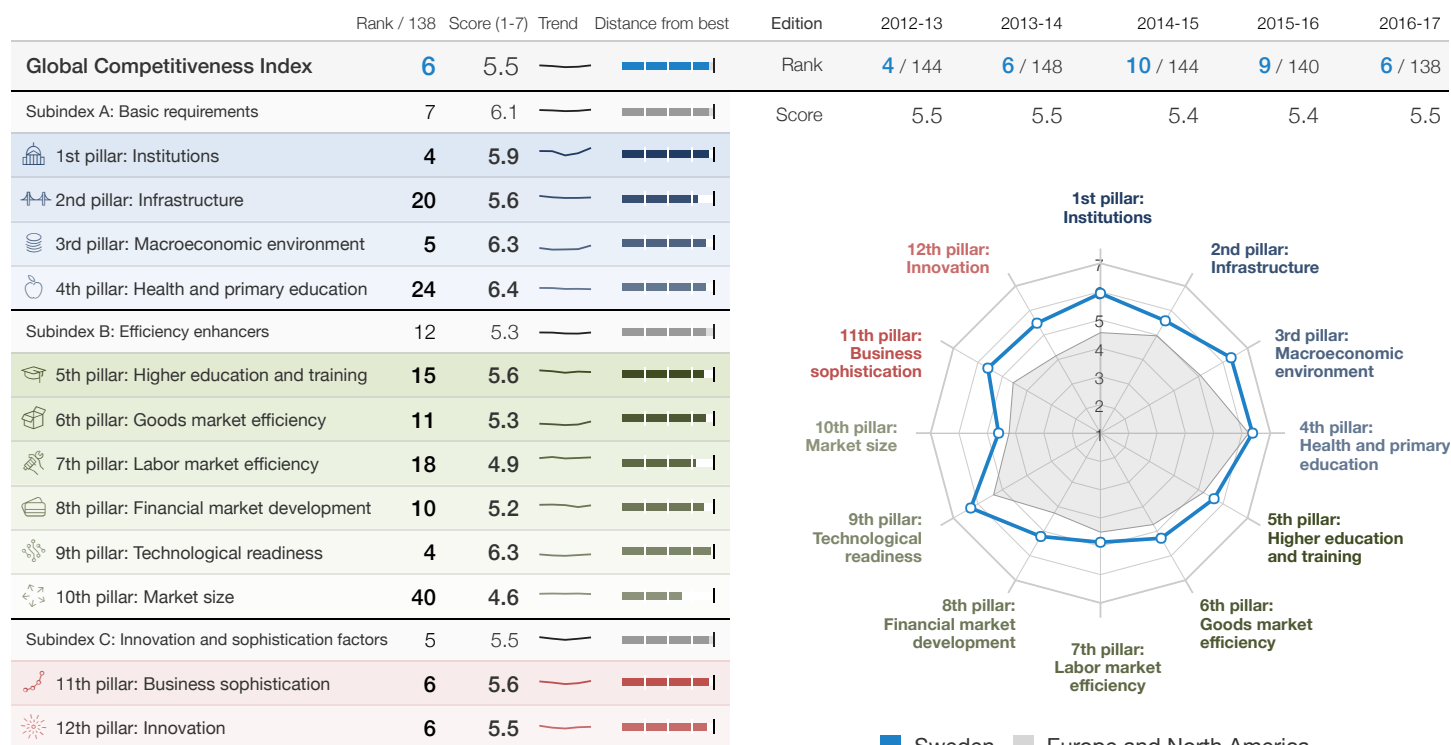 Rank / 138 Score (1-7) Trend Distance from best
Global Competitiveness Index 6 5.5
Subindex A: Basic requirements 7 6.1
1st pillar: Institutions 4 5.9
2nd pillar: Infrastructure 20 5.6
3rd pillar: Macroeconomic environment 5 6.3
4th pillar: Health and primary education 24 6.4
Subindex B: Efficiency enhancers 12 5.3
5th pillar: Higher education and training 15 5.6
6th pillar: Goods market efficiency 11 5.3
7th pillar: Labor market efficiency 18 4.9
8th pillar: Financial market development 10 5.2
9th pillar: Technological readiness 4 6.3
10th pillar: Market size 40 4.6
Subindex C: Innovation and sophistication factors 5 5.5
11th pillar: Business sophistication 6 5.6
12th pillar: Innovation 6 5.5
Edition 2012-13 2013-14 2014-15 2015-16 2016-17
Rank 4 / 144 6 / 148 10 / 144 9 / 140 6 / 138
Score 5.5 5.5 5.4 5.4 5.5
1st pillar:
Institutions
2nd pillar:
Infrastructure
3rd pillar:
Macroeconomic
environment
4th pillar:
Health and primary
education
5th pillar:
Higher education
and training
6th pillar:
Goods market
efficiency
7th pillar:
Labor market
efficiency
8th pillar:
Financial market
development
9th pillar:
Technological
readiness
10th pillar:
Market size
11th pillar:
Business
sophistication
12th pillar:
Innovation
7
5
4
3
2
1
Sweden Europe and North America